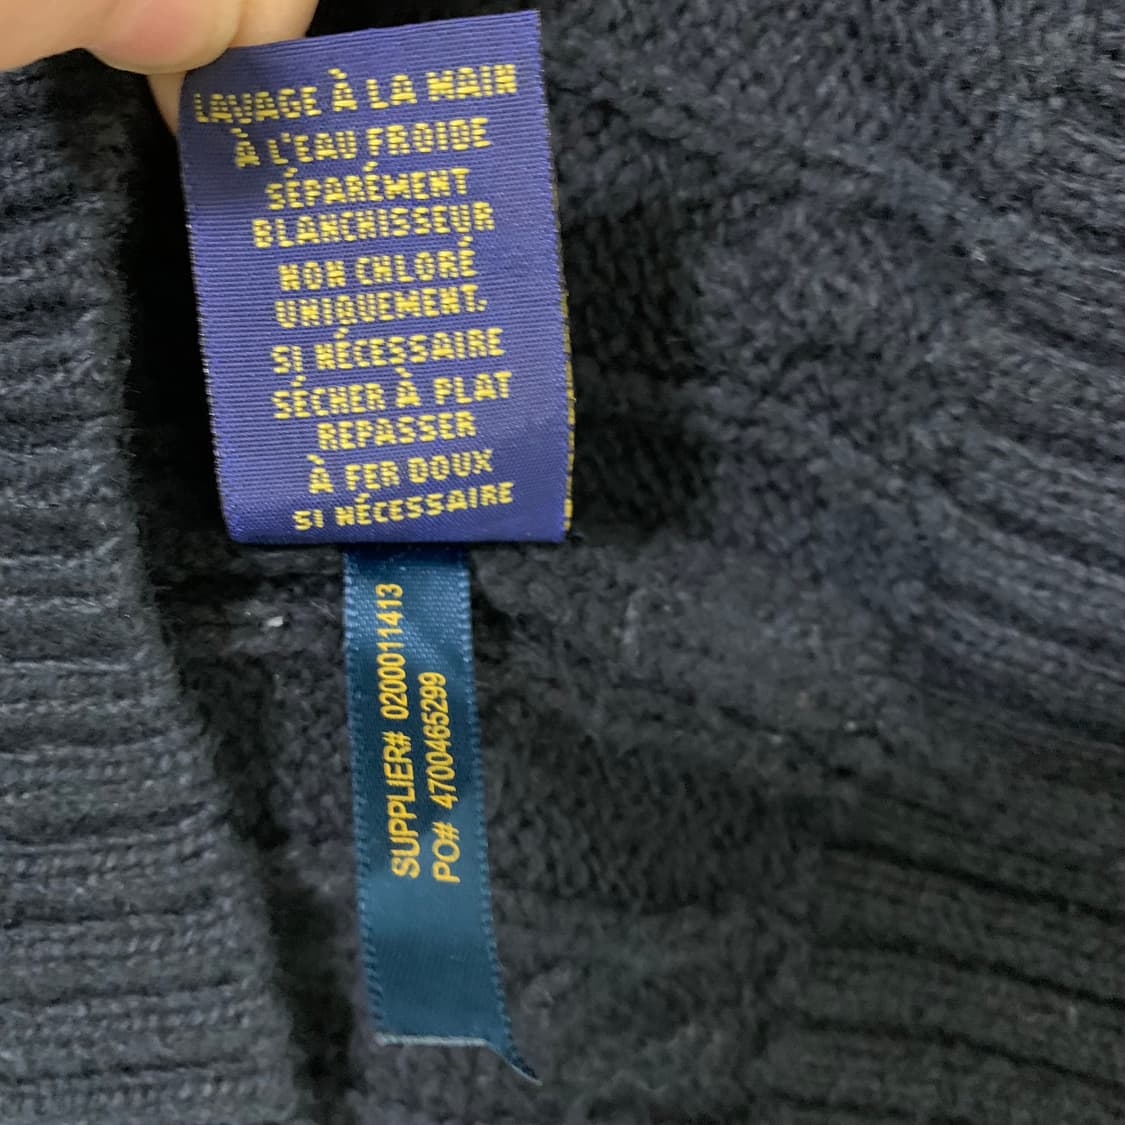 LAVAGE À LA MAIN
À L'EAU FROIDE
SÉPARÉMENT
BLANCHISSEUR
NON CHLORÉ
UNIQUEMENT.
SI NÉCESSAIRE
SÉCHER À PLAT
REPASSER
À FER DOUX
SI NÉCESSAIRE
SUPPLIER# 0200011413
PO# 4700465299